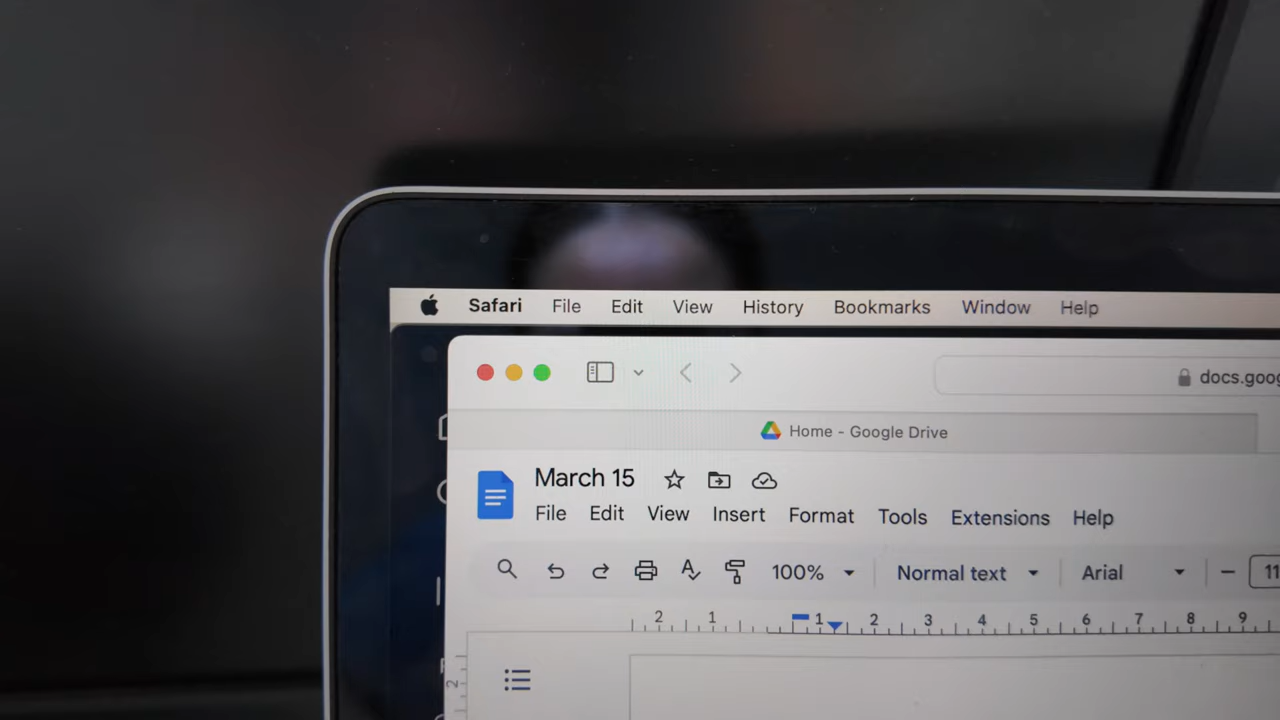 Safari File Edit View History Bookmarks Window Help
docs.goog
Home - Google Drive
March 15
File Edit View Insert Format Tools Extensions Help
100% Normal text Arial 11
2 1 1 2 3 4 5 6 7 8 9
2